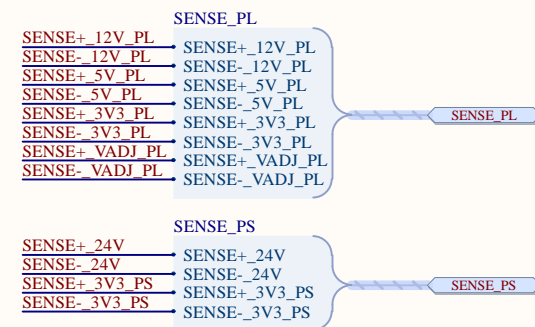 SENSE_PL
SENSE+_12V_PL SENSE+_12V_PL
SENSE-_12V_PL SENSE-_12V_PL
SENSE+_5V_PL SENSE+_5V_PL
SENSE-_5V_PL SENSE-_5V_PL
SENSE+_3V3_PL SENSE+_3V3_PL SENSE_PL
SENSE-_3V3_PL SENSE-_3V3_PL
SENSE+_VADJ_PL SENSE+_VADJ_PL
SENSE-_VADJ_PL SENSE-_VADJ_PL
SENSE_PS
SENSE+_24V SENSE+_24V
SENSE-_24V SENSE-_24V
SENSE+_3V3_PS SENSE+_3V3_PS SENSE_PS
SENSE-_3V3_PS SENSE-_3V3_PS